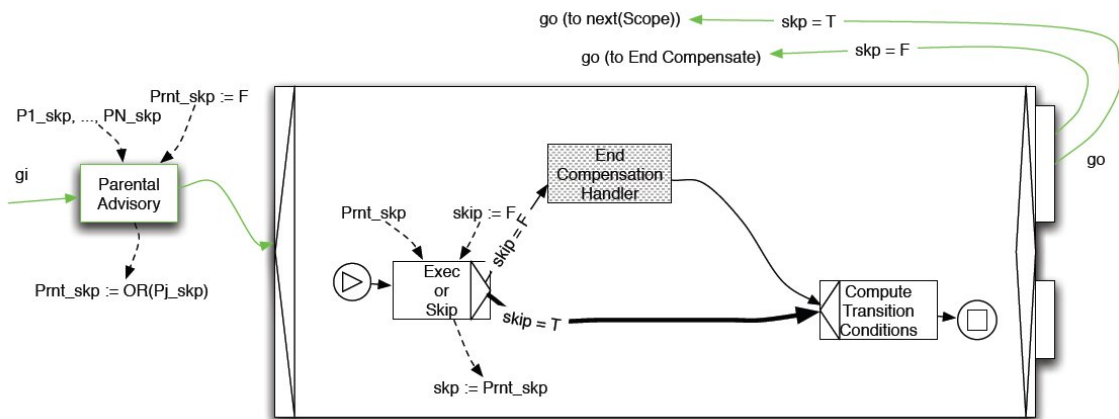 go (to next(Scope))
skp = T
go (to End Compensate)
skp = F
Prnt_skp := F
P1_skp, ..., PN_skp
gi
Parental
Advisory
Prnt_skp := OR(Pj_skp)
go
End
Compensation
Handler
Prnt_skp
skip := F
skip = F
Exec
or
Skip
skip = T
skp := Prnt_skp
Compute
Transition
Conditions